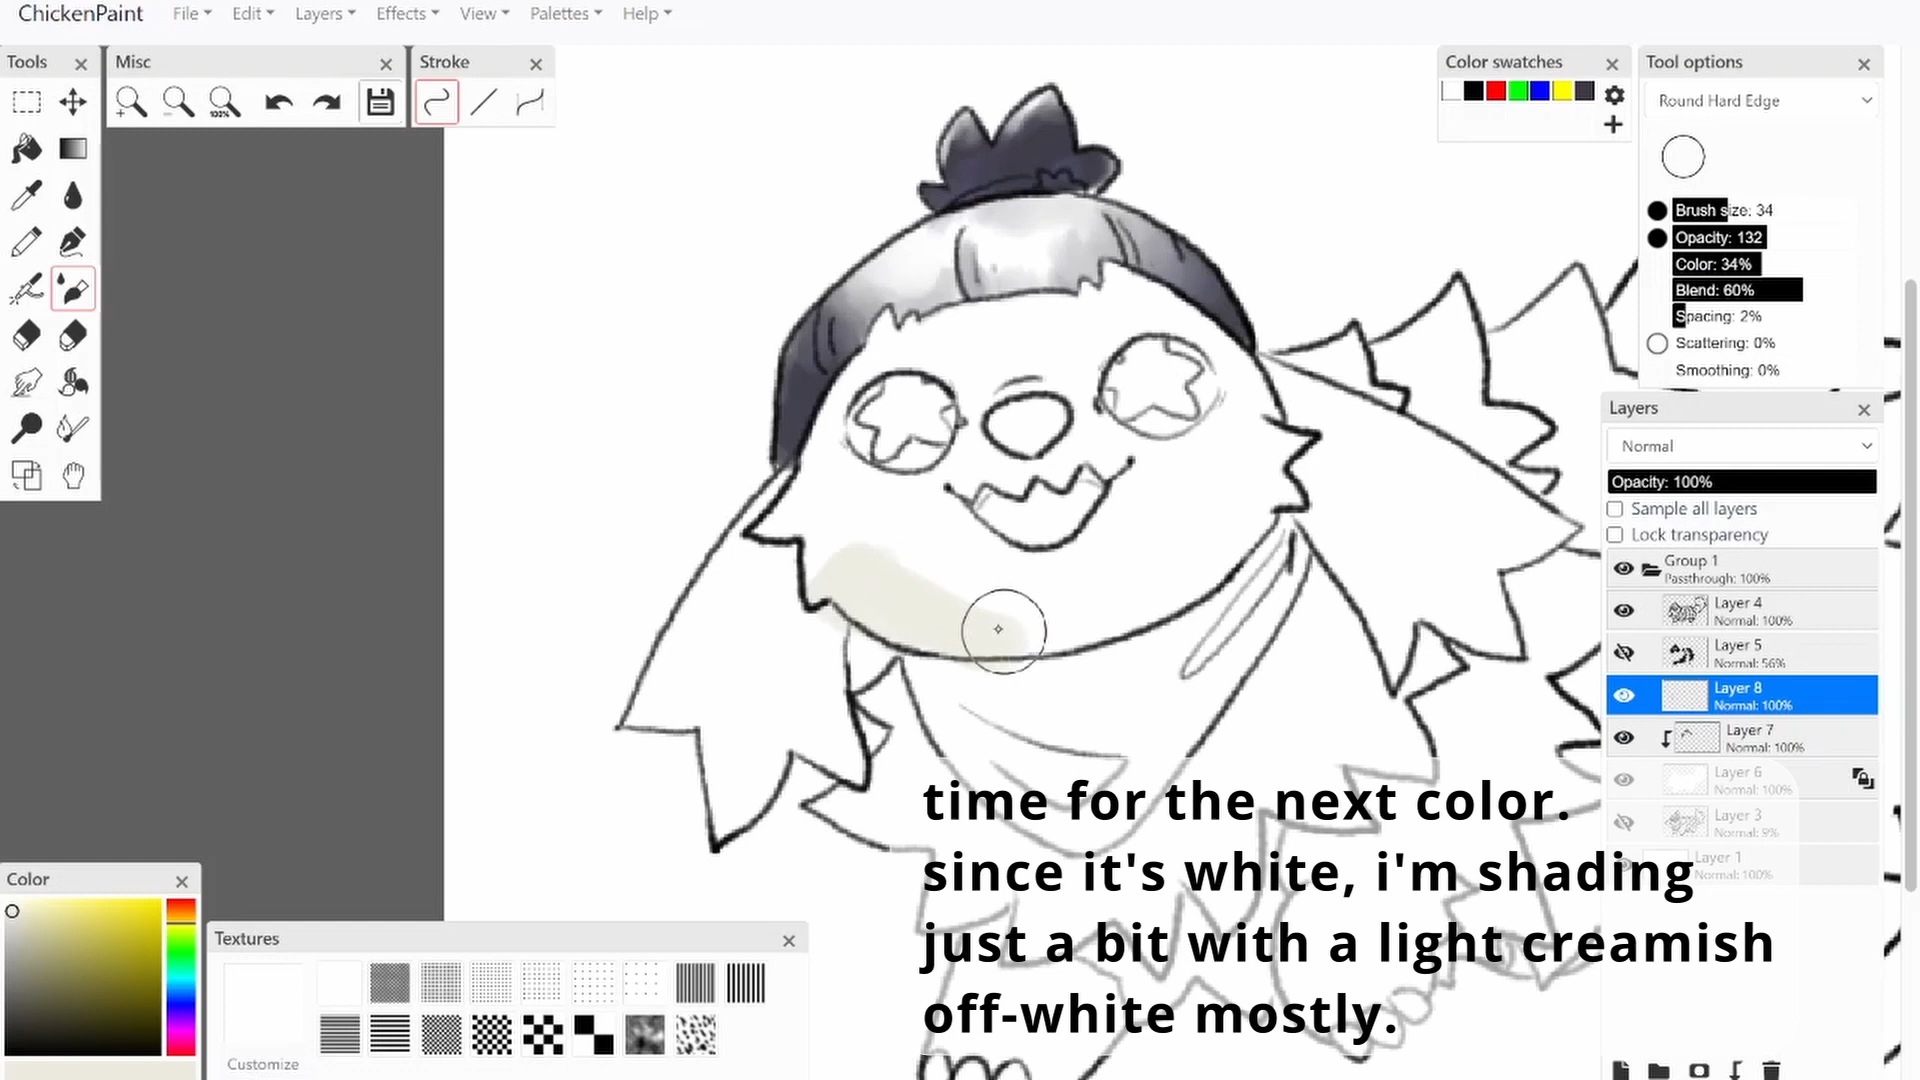 ChickenPaint File Edit Layers Effects View Palettes Help
Tools
Misc
100%
Stroke
Color swatches
Tool options
Round Hard Edge
Brush size: 34
Opacity: 132
Color: 34%
Blend: 60%
Spacing: 2%
Scattering: 0%
Smoothing: 0%
Layers
Normal
Opacity: 100%
Sample all layers
Lock transparency
Group 1
Passthrough: 100%
Layer 4
Normal: 100%
Layer 5
Normal: 56%
Layer 8
Normal: 100%
Layer 7
Normal: 100%
Layer 6
Normal: 100%
Layer 3
Normal: 9%
Layer 1
Normal: 100%
Color
Textures
Customize
time for the next color.
since it's white, i'm shading
just a bit with a light creamish
off-white mostly.